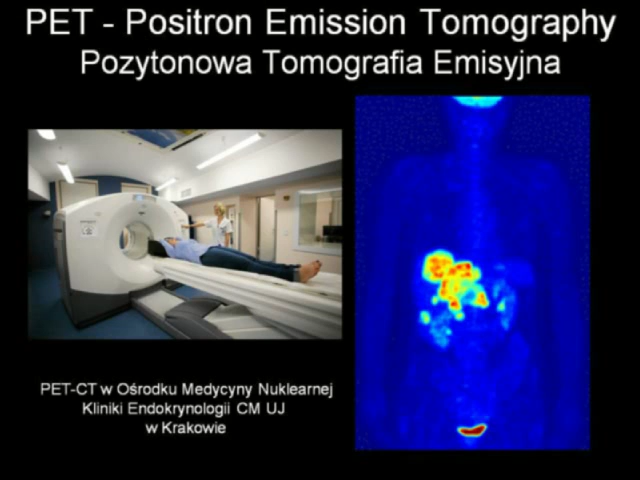 PET - Positron Emission Tomography
Pozytonowa Tomografia Emisyjna
PET-CT w Ośrodku Medycyny Nuklearnej
Kliniki Endokrynologii CM UJ
w Krakowie